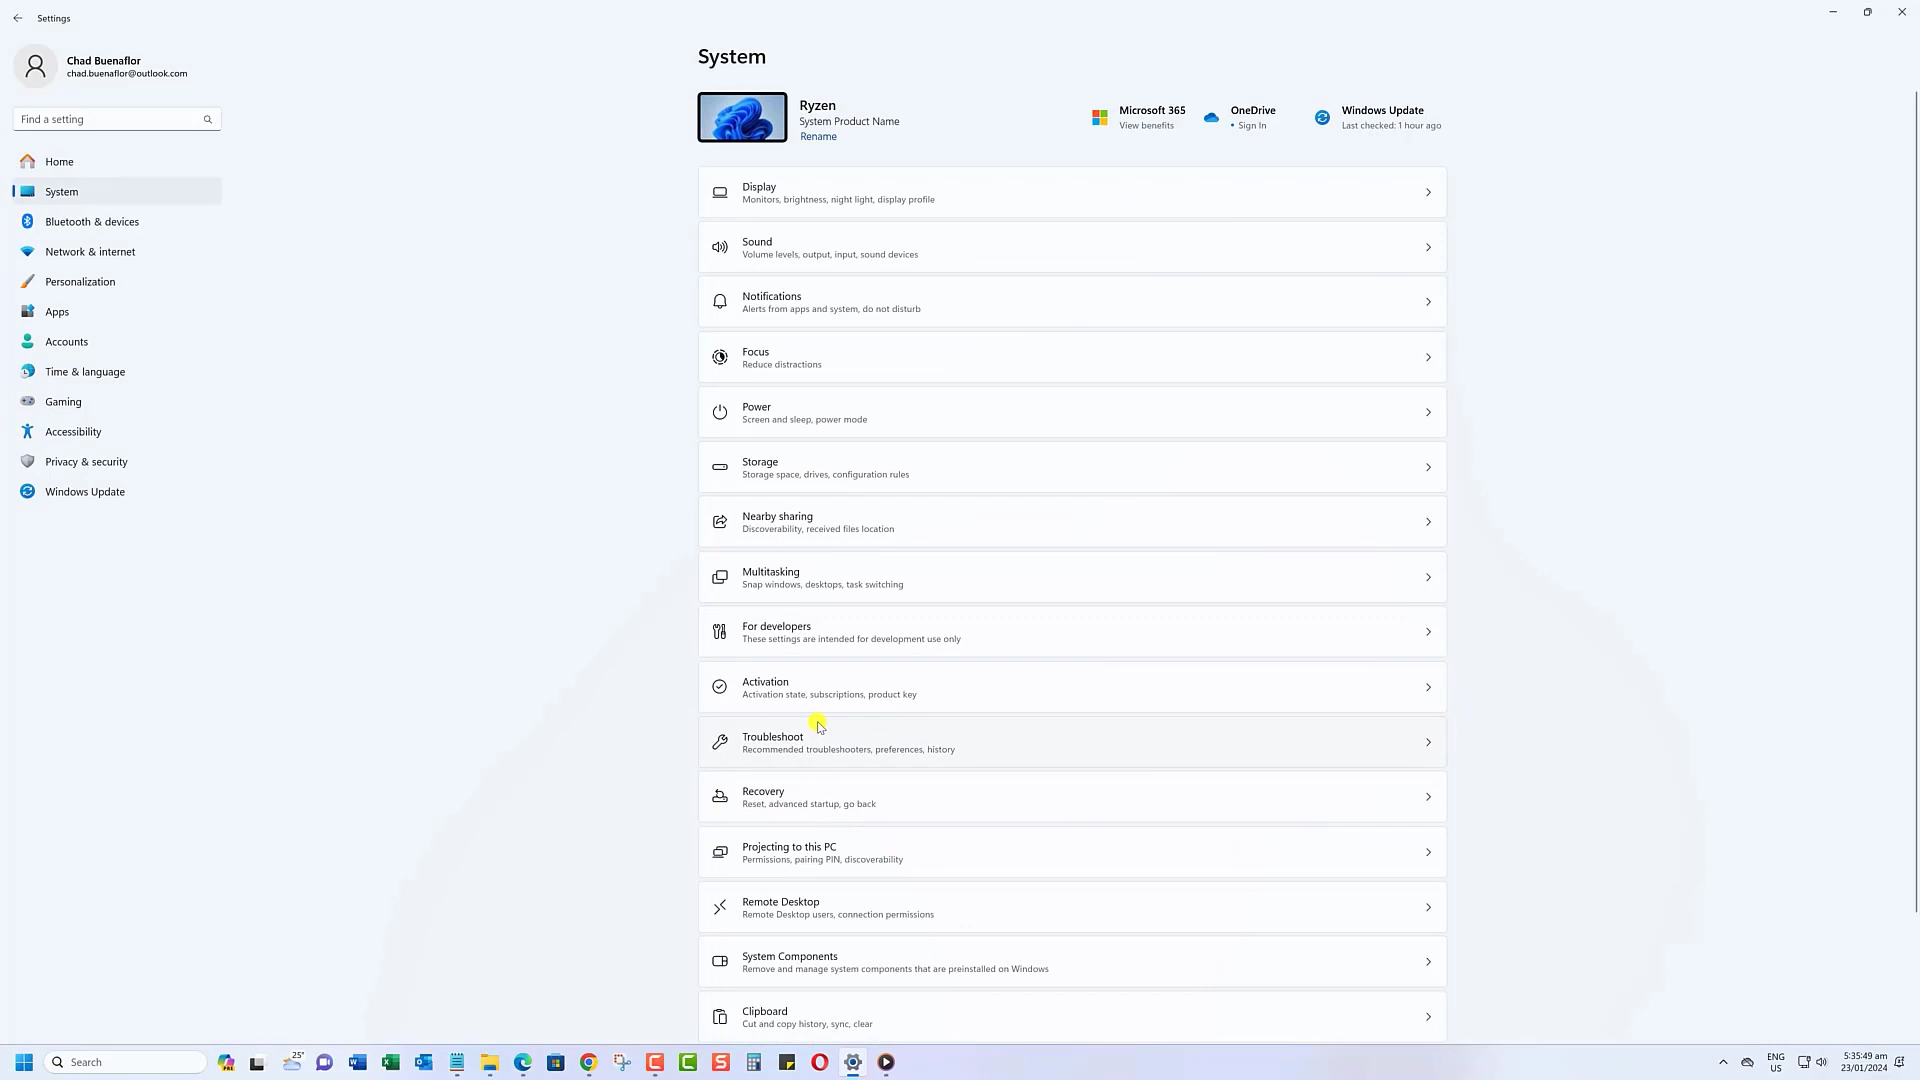 Settings
Chad Buenaflor
chad.buenaflor@outlook.com
Find a setting
Home
System
Bluetooth & devices
Network & internet
Personalization
Apps
Accounts
Time & language
Gaming
Accessibility
Privacy & security
Windows Update
System
Ryzen
System Product Name
Rename
Microsoft 365
View benefits
OneDrive
• Sign In
Windows Update
Last checked: 1 hour ago
Display
Monitors, brightness, night light, display profile
Sound
Volume levels, output, input, sound devices
Notifications
Alerts from apps and system, do not disturb
Focus
Reduce distractions
Power
Screen and sleep, power mode
Storage
Storage space, drives, configuration rules
Nearby sharing
Discoverability, received files location
Multitasking
Snap windows, desktops, task switching
For developers
These settings are intended for development use only
Activation
Activation state, subscriptions, product key
Troubleshoot
Recommended troubleshooters, preferences, history
Recovery
Reset, advanced startup, go back
Projecting to this PC
Permissions, pairing PIN, discoverability
Remote Desktop
Remote Desktop users, connection permissions
System Components
Remove and manage system components that are preinstalled on Windows
Clipboard
Cut and copy history, sync, clear
Search
PRE
25°
ENG
US
5:35:49 am
23/01/2024